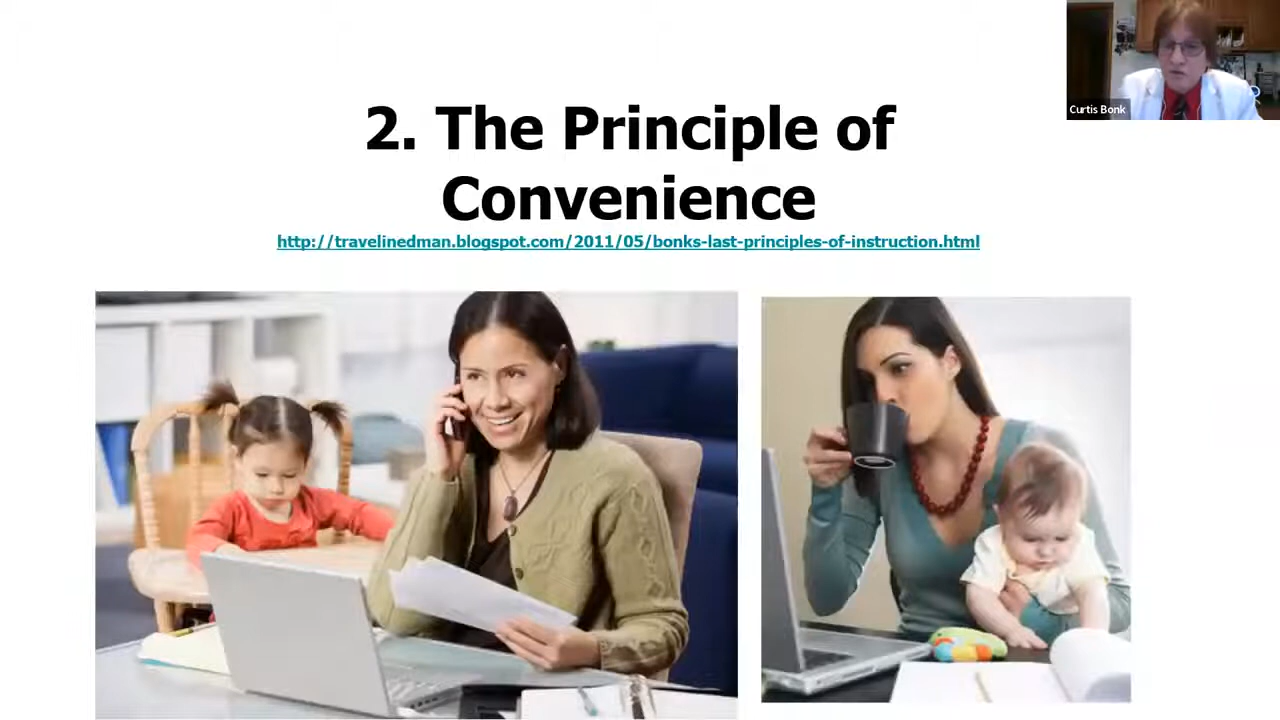 2. The Principle of
Convenience
http://travelinedman.blogspot.com/2011/05/bonks-last-principles-of-instruction.html
Curtis Bonk